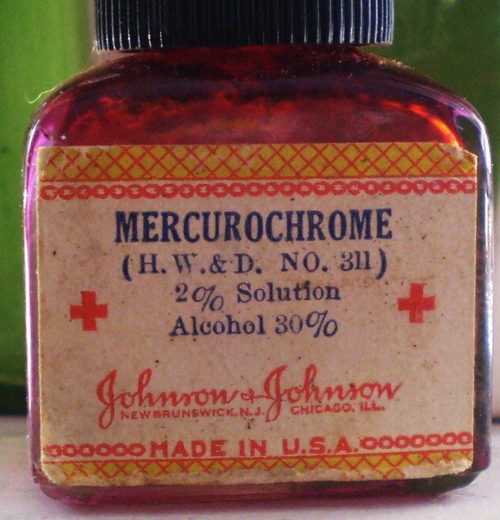 MERCUROCHROME
(H. W. & D. NO. 311)
2% Solution
Alcohol 30%
Johnson & Johnson
NEW BRUNSWICK, N.J. CHICAGO, ILL.
MADE IN U.S.A.